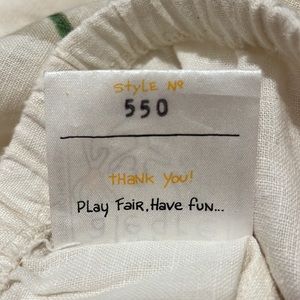 Style No
550
Thank you!
Play Fair. Have fun...